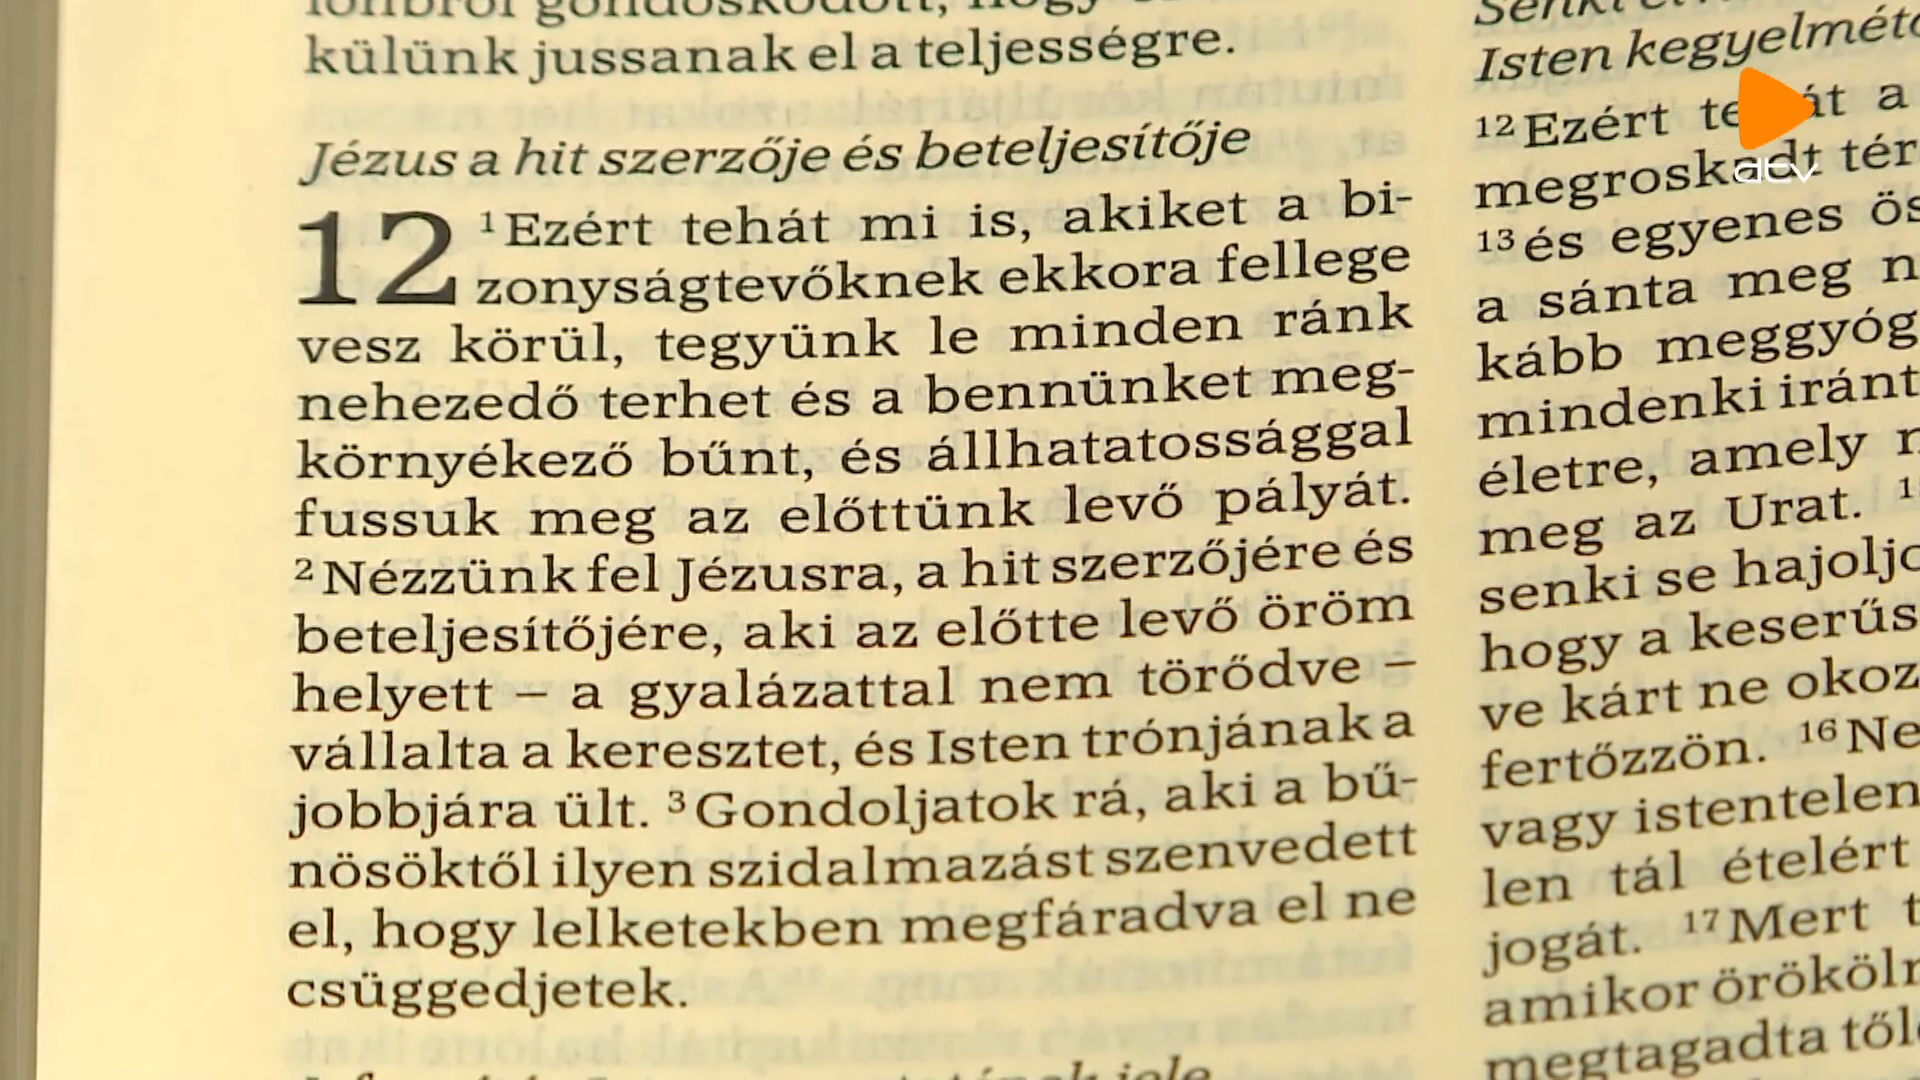 külünk jussanak el a teljességre.
Jézus a hit szerzője és beteljesítője
12 ¹Ezért tehát mi is, akiket a bi-
zonyságtevőknek ekkora fellege
vesz körül, tegyünk le minden ránk
nehezedő terhet és a bennünket meg-
környékező bűnt, és állhatatossággal
fussuk meg az előttünk levő pályát.
²Nézzünk fel Jézusra, a hit szerzőjére és
beteljesítőjére, aki az előtte levő öröm
helyett – a gyalázattal nem törődve –
vállalta a keresztet, és Isten trónjának a
jobbjára ült. ³Gondoljatok rá, aki a bű-
nösöktől ilyen szidalmazást szenvedett
el, hogy lelketekben megfáradva el ne
csüggedjetek.
Isten
¹²Ezért a
megroskadt tér
¹³és egyenes ös
a sánta meg n
kább meggyóg
mindenki iránt
életre, amely n
meg az Urat.
senki se hajoljo
hogy a keserűs
ve kárt ne okoz
fertőzzön. ¹⁶Ne
vagy istentelen
len tál ételért
jogát. ¹⁷Mert t
amikor örököln
megtagadta től
atv